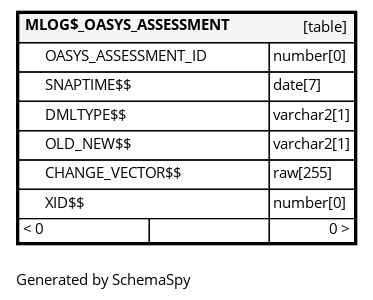 MLOG$_OASYS_ASSESSMENT [table]
OASYS_ASSESSMENT_ID number[0]
SNAPTIME$$ date[7]
DMLTYPE$$ varchar2[1]
OLD_NEW$$ varchar2[1]
CHANGE_VECTOR$$ raw[255]
XID$$ number[0]
< 0 0 >
Generated by SchemaSpy